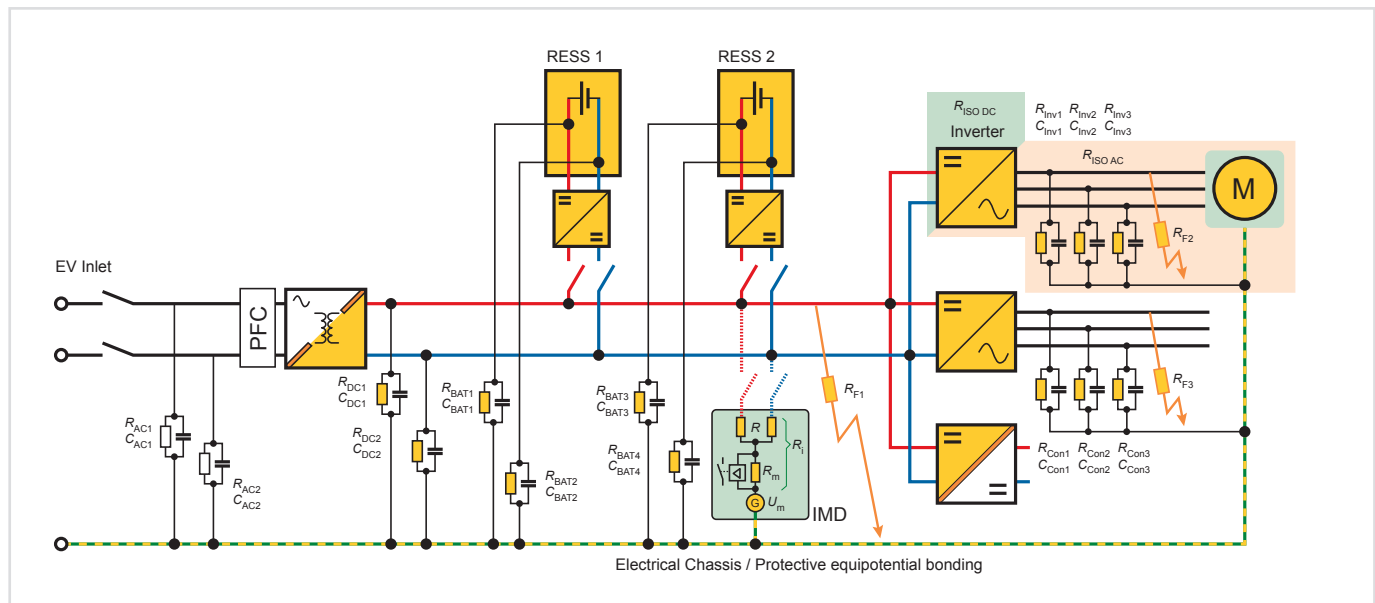 RESS 1
RESS 2
R_ISO DC
Inverter
R_Inv1 R_Inv2 R_Inv3
C_Inv1 C_Inv2 C_Inv3
R_ISO AC
M
R_F2
EV Inlet
PFC
R_DC1
C_DC1
R_DC2
C_DC2
R_BAT1
C_BAT1
R_BAT2
C_BAT2
R_BAT3
C_BAT3
R_BAT4
C_BAT4
R_AC1
C_AC1
R_AC2
C_AC2
R
R_i
R_m
G
U_m
IMD
R_F1
R_F3
R_Con1 R_Con2 R_Con3
C_Con1 C_Con2 C_Con3
Electrical Chassis / Protective equipotential bonding